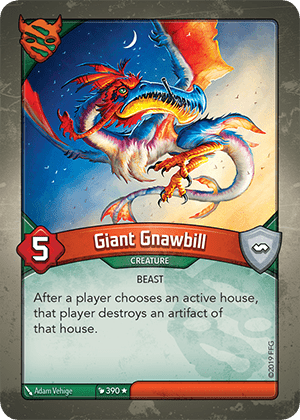 5
Giant Gnawbill
CREATURE
BEAST
After a player chooses an active house,
that player destroys an artifact of
that house.
Adam Vehige
390
©2019 FFG